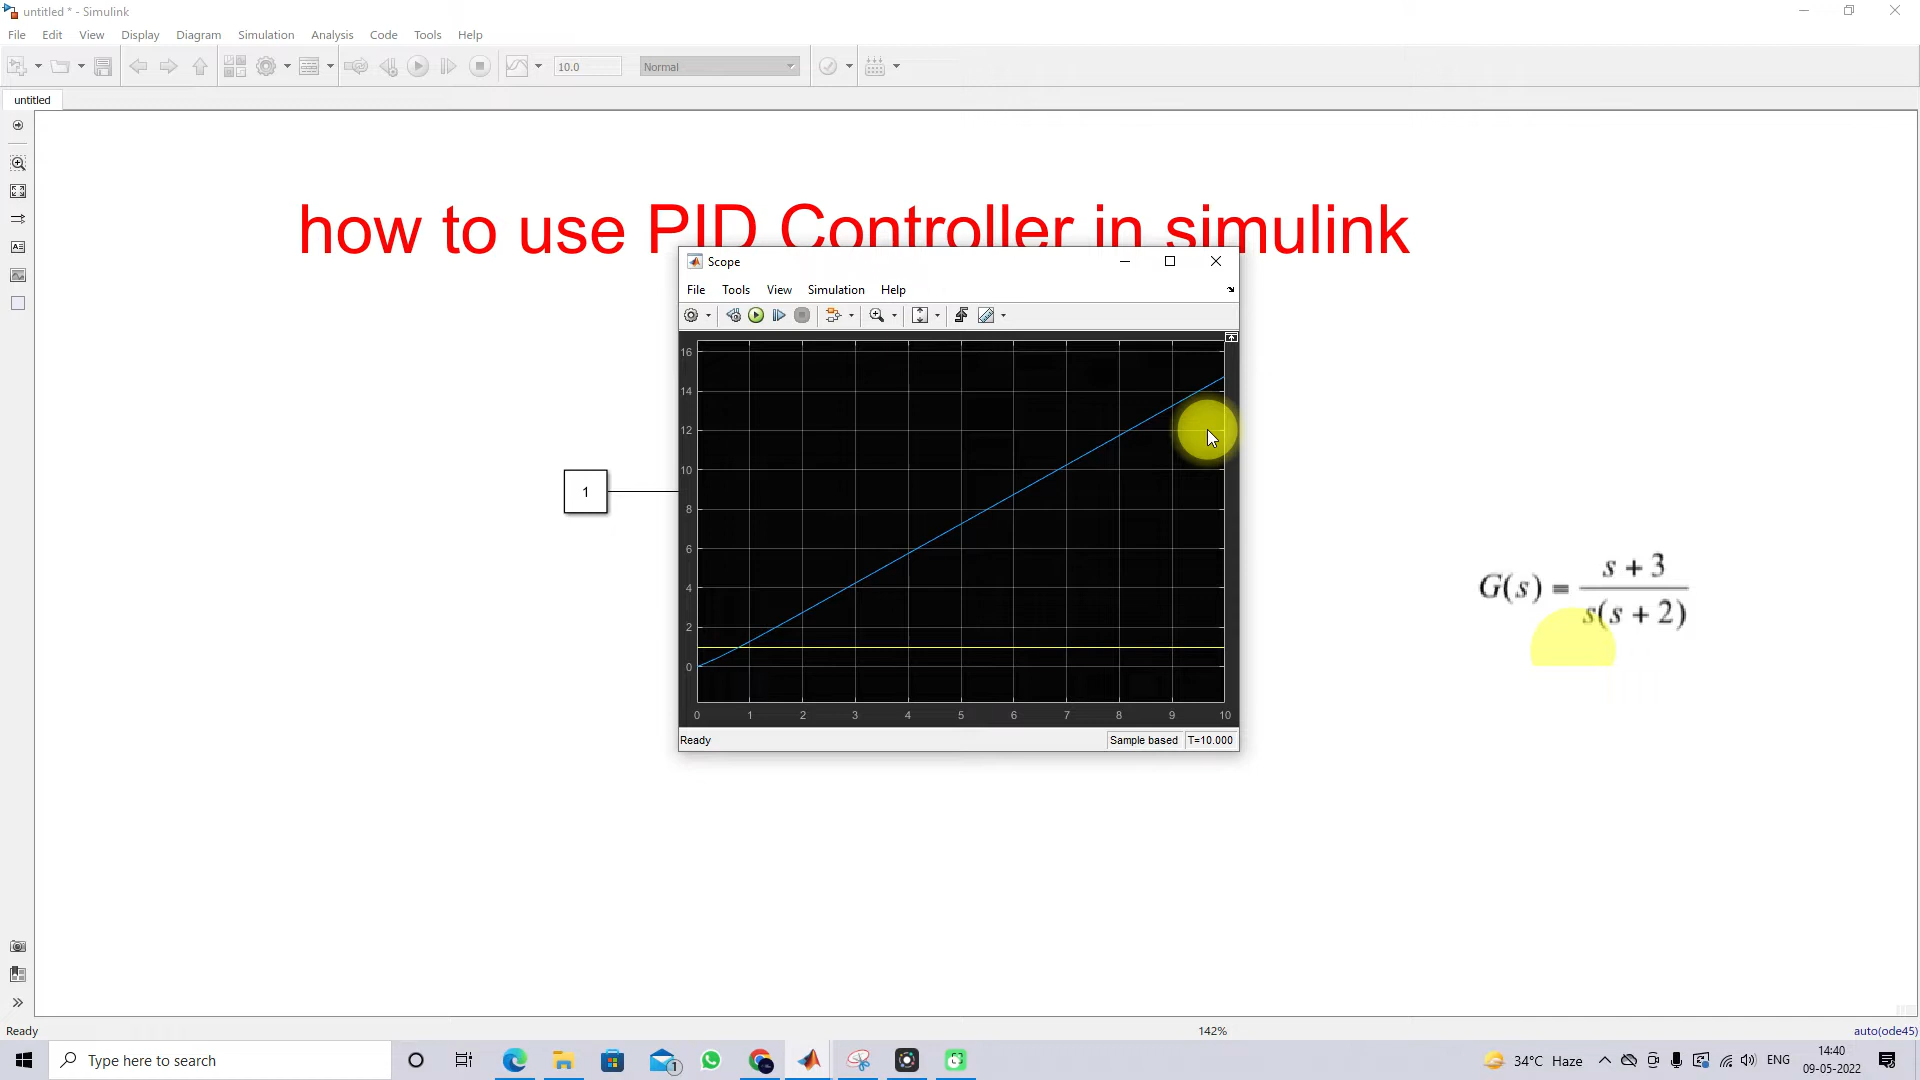 untitled * - Simulink
File Edit View Display Diagram Simulation Analysis Code Tools Help
10.0 Normal
untitled
how to use PID Controller in simulink
Scope
File Tools View Simulation Help
16
14
12
10
8
6
4
2
0
0 1 2 3 4 5 6 7 8 9 10
Ready Sample based T=10.000
1
G(s) = s + 3
s(s + 2)
Ready 142% auto(ode45)
Type here to search
1
34°C Haze ENG 14:40
09-05-2022